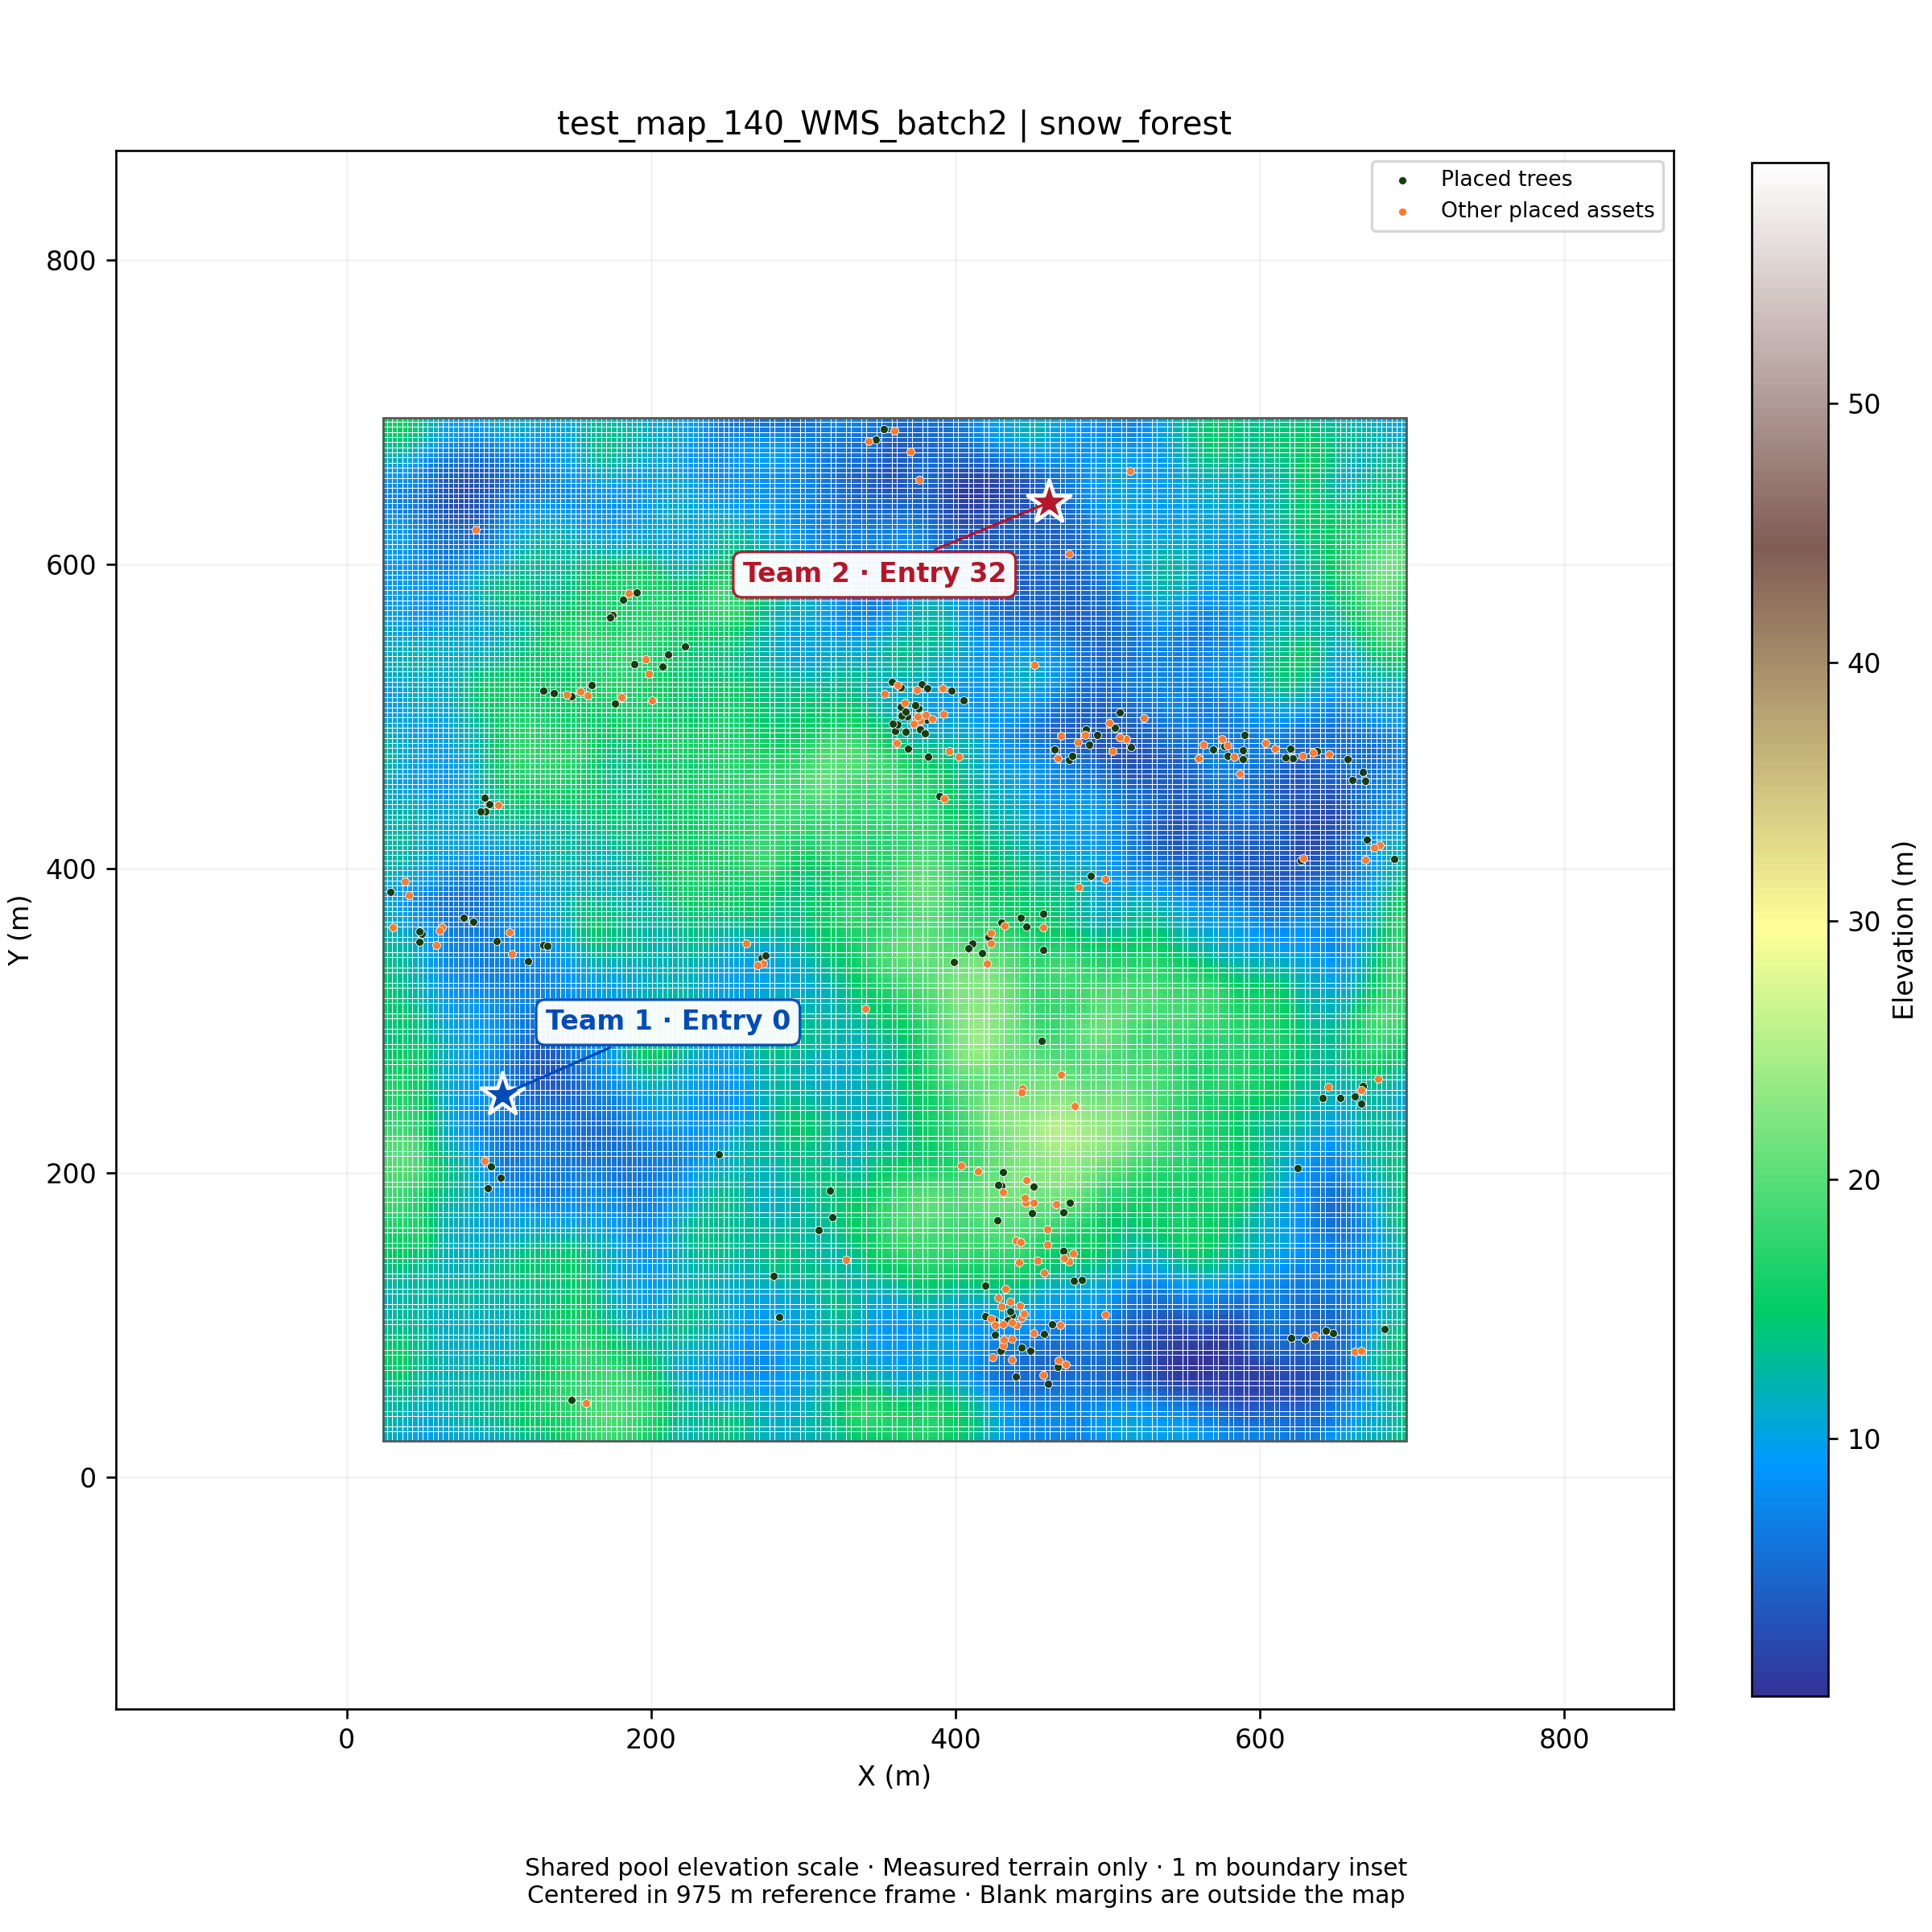 test_map_140_WMS_batch2 | snow_forest
Placed trees
Other placed assets
Team 2 · Entry 32
Team 1 · Entry 0
800
600
400
200
0
Y (m)
0
200
400
600
800
X (m)
50
40
30
20
10
Elevation (m)
Shared pool elevation scale · Measured terrain only · 1 m boundary inset
Centered in 975 m reference frame · Blank margins are outside the map